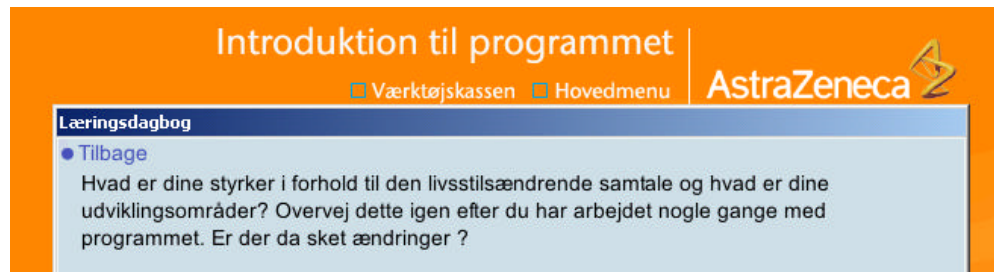 Introduktion til programmet
Værktøjskassen Hovedmenu
AstraZeneca
Læringsdagbog
Tilbage
Hvad er dine styrker i forhold til den livsstilsændrende samtale og hvad er dine
udviklingsområder? Overvej dette igen efter du har arbejdet nogle gange med
programmet. Er der da sket ændringer ?